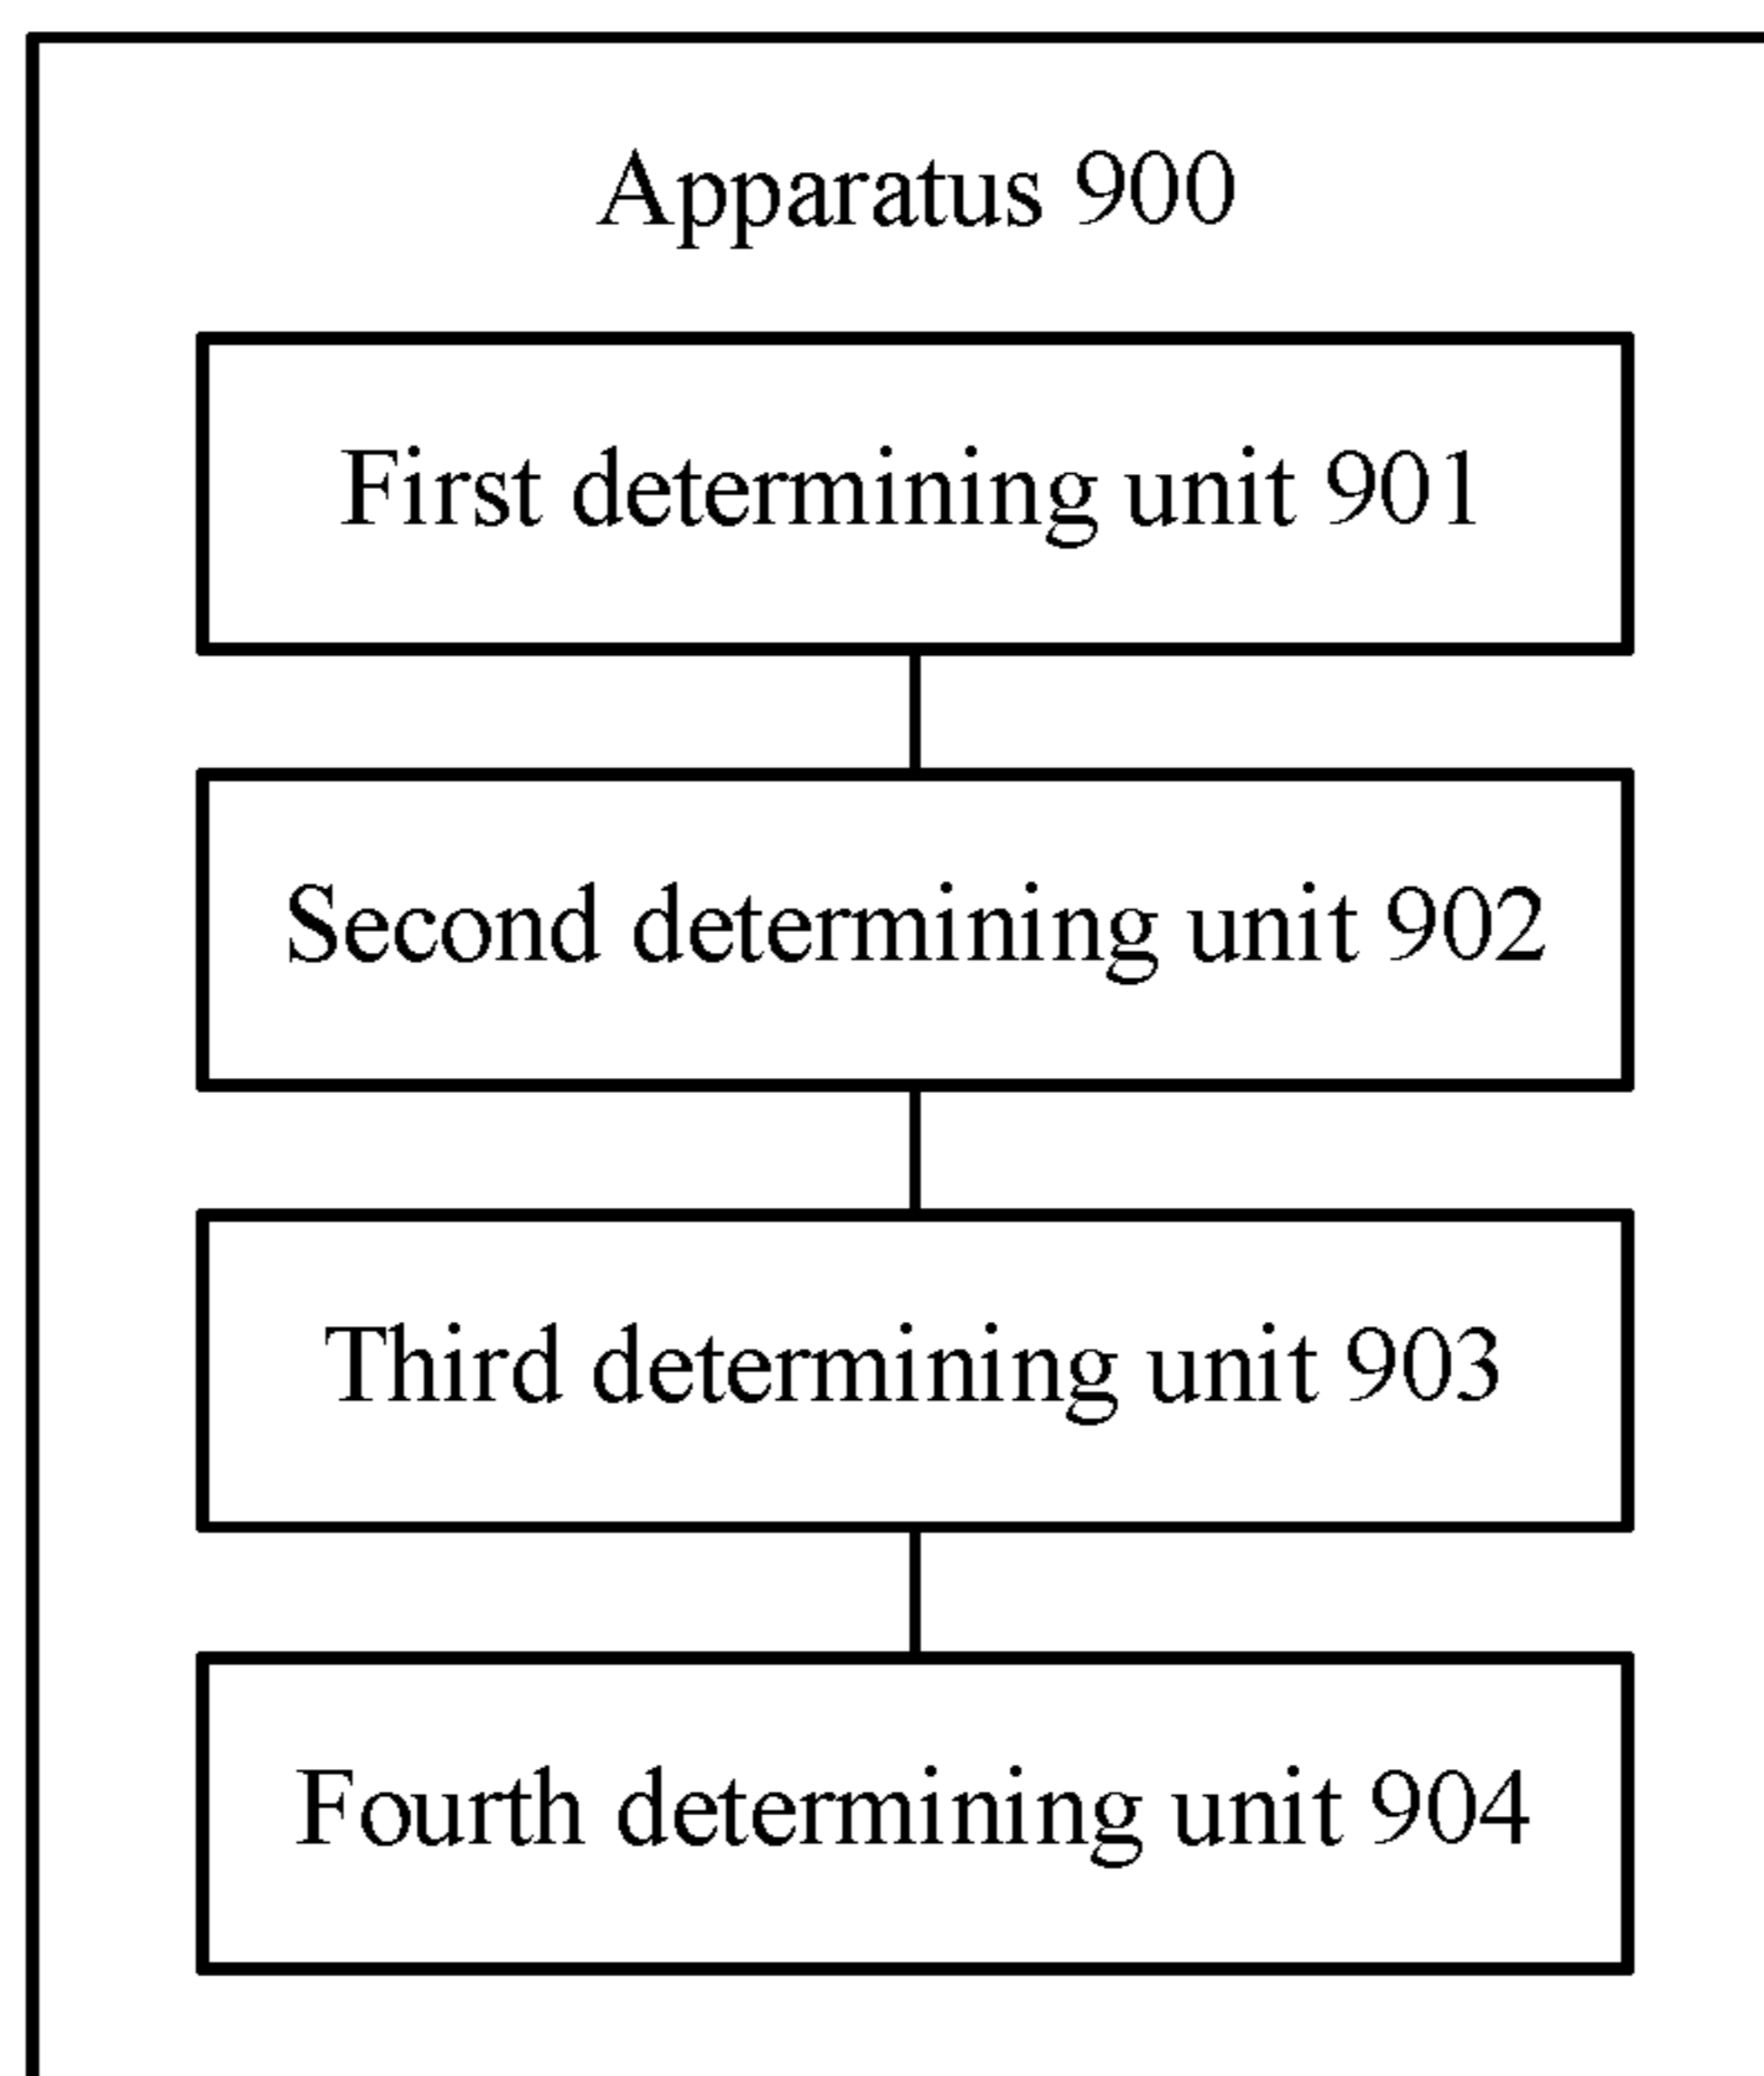 Apparatus 900
First determining unit 901
Second determining unit 902
Third determining unit 903
Fourth determining unit 904